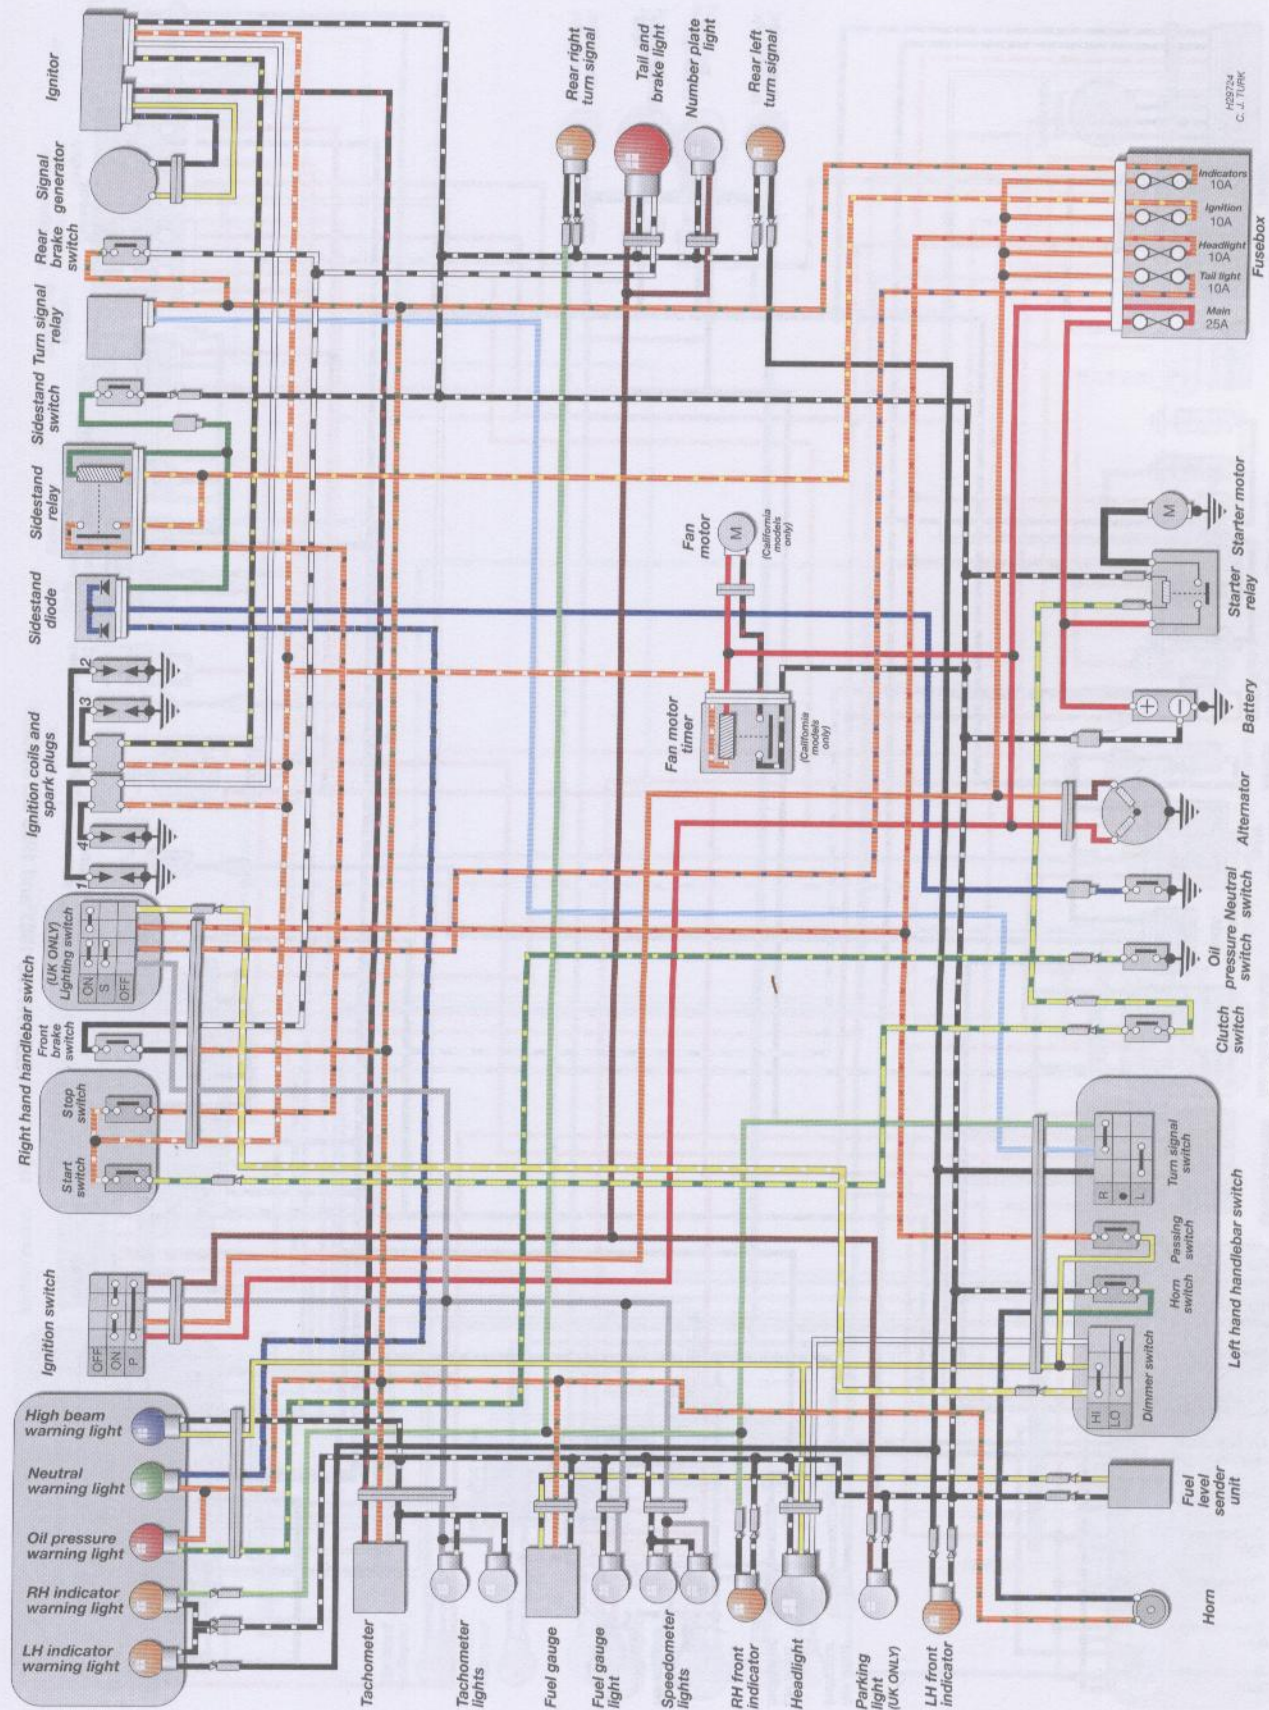 Ignitor
Signal
generator
Rear
brake
switch
Turn signal
relay
Sidestand
switch
Sidestand
relay
Sidestand
diode
Ignition coils and
spark plugs
2
3
4
1
Right hand handlebar switch
(UK ONLY)
Lighting switch
ON
S
OFF
Front
brake
switch
Stop
switch
Start
switch
Ignition switch
OFF
ON
P
High beam
warning light
Neutral
warning light
Oil pressure
warning light
RH indicator
warning light
LH indicator
warning light
Rear right
turn signal
Tail and
brake light
Number plate
light
Rear left
turn signal
Fan
motor
M
(California
models
only)
Fan motor
timer
(California
models
only)
Tachometer
Tachometer
lights
Fuel gauge
Fuel gauge
light
Speedometer
lights
RH front
indicator
Headlight
Parking
light
(UK ONLY)
LH front
indicator
H29724
C. J. TURK
Indicators
10A
Ignition
10A
Headlight
10A
Tail light
10A
Main
25A
Fusebox
M
Starter motor
Starter
relay
+
−
Battery
Alternator
Neutral
switch
Oil
pressure
switch
Clutch
switch
R
L
Turn signal
switch
Passing
switch
Horn
switch
HI
LO
Dimmer switch
Left hand handlebar switch
Fuel
level
sender
unit
Horn